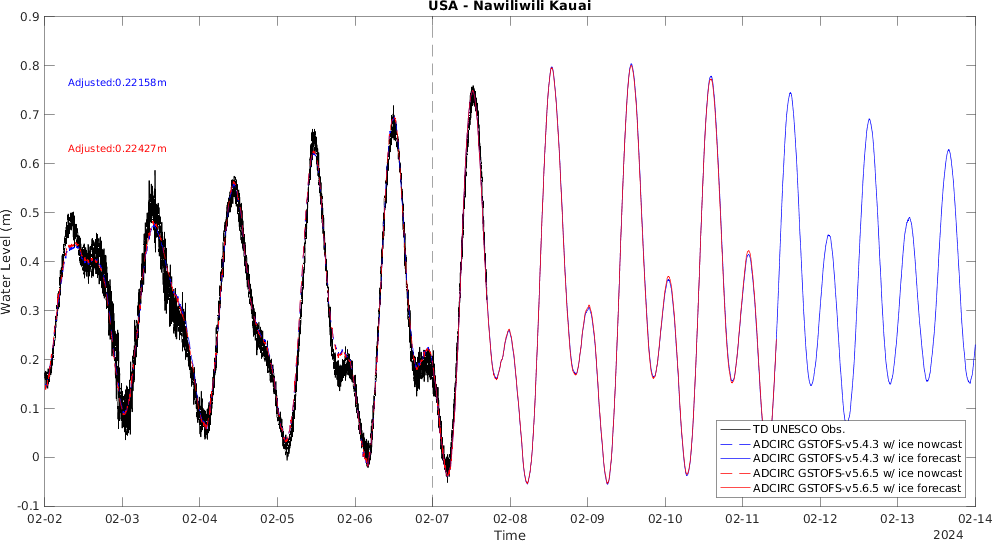 USA - Nawiliwili Kauai
0.9
0.8
0.7
0.6
0.5
0.4
0.3
0.2
0.1
0
-0.1
Water Level (m)
Adjusted:0.22158m
Adjusted:0.22427m
TD UNESCO Obs.
ADCIRC GSTOFS-v5.4.3 w/ ice nowcast
ADCIRC GSTOFS-v5.4.3 w/ ice forecast
ADCIRC GSTOFS-v5.6.5 w/ ice nowcast
ADCIRC GSTOFS-v5.6.5 w/ ice forecast
02-02 02-03 02-04 02-05 02-06 02-07 02-08 02-09 02-10 02-11 02-12 02-13 02-14
Time
2024